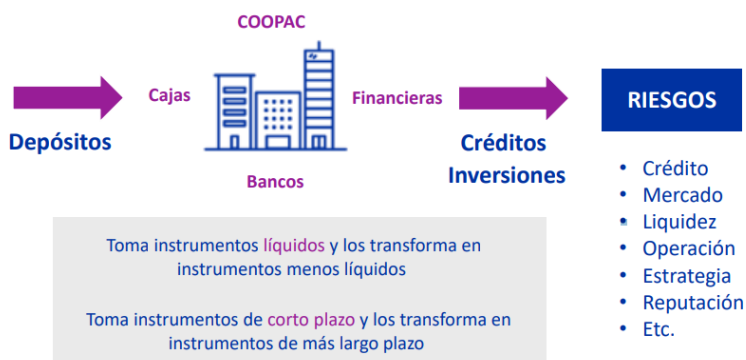 COOPAC
Cajas
Financieras
Bancos
Depósitos
Créditos
Inversiones
RIESGOS
• Crédito
• Mercado
• Liquidez
• Operación
• Estrategia
• Reputación
• Etc.
Toma instrumentos líquidos y los transforma en
instrumentos menos líquidos
Toma instrumentos de corto plazo y los transforma en
instrumentos de más largo plazo